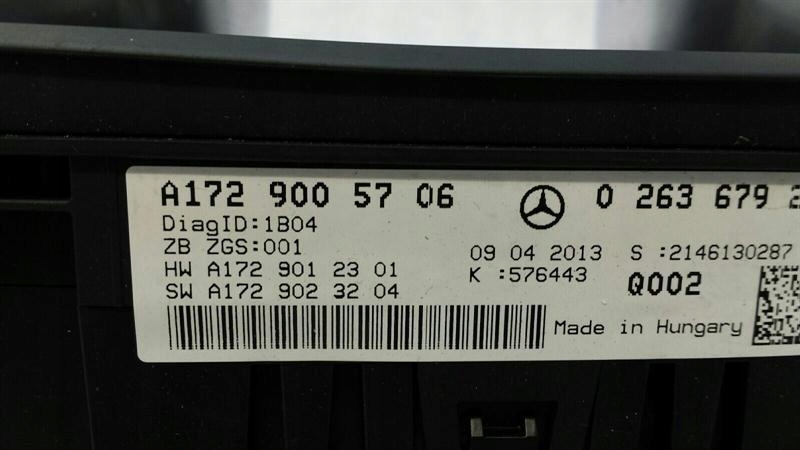 A172 900 57 06 0 263 679 2
DiagID:1B04
ZB ZGS:001 09 04 2013 S :2146130287
HW A172 901 23 01 K :576443 Q002
SW A172 902 32 04
Made in Hungary